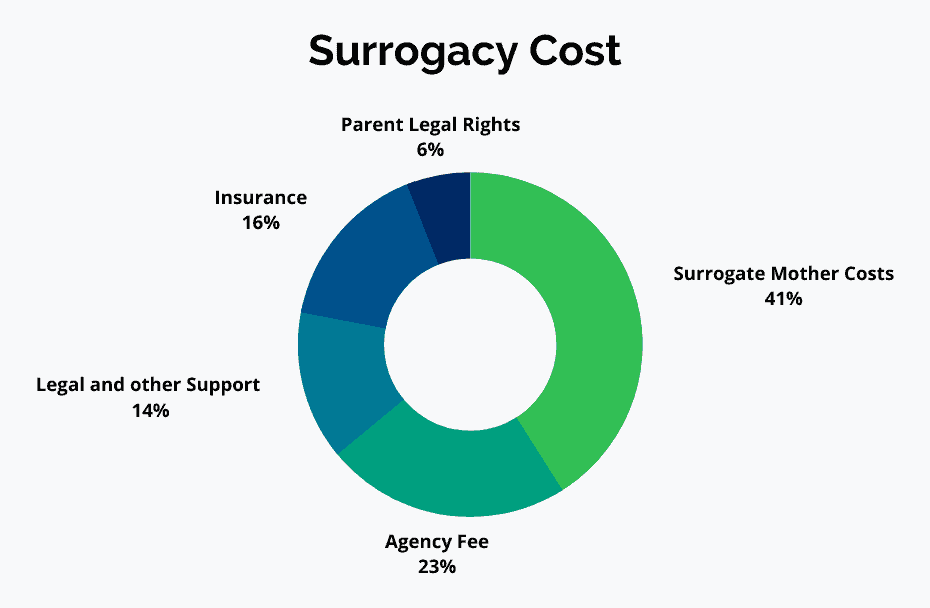 Surrogacy Cost
Parent Legal Rights
6%
Insurance
16%
Surrogate Mother Costs
41%
Legal and other Support
14%
Agency Fee
23%